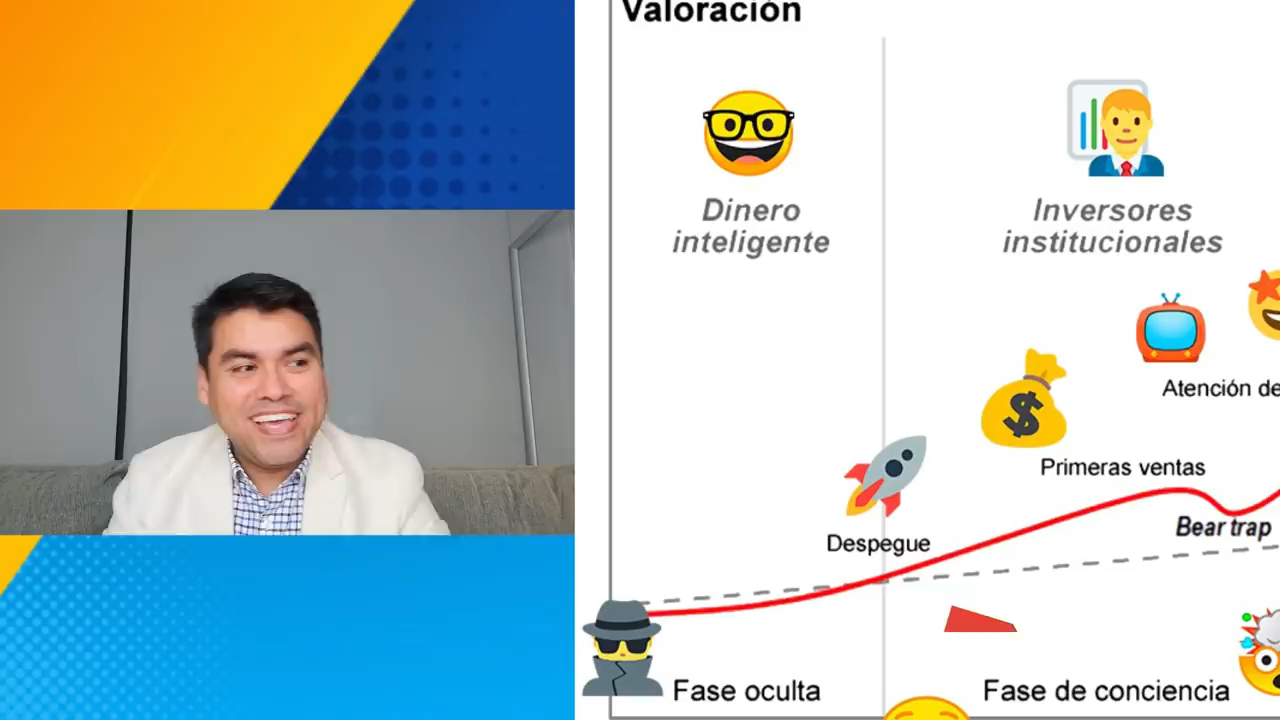 Valoración
Dinero
inteligente
Inversores
institucionales
Atención de
Primeras ventas
Bear trap
Despegue
Fase oculta
Fase de conciencia